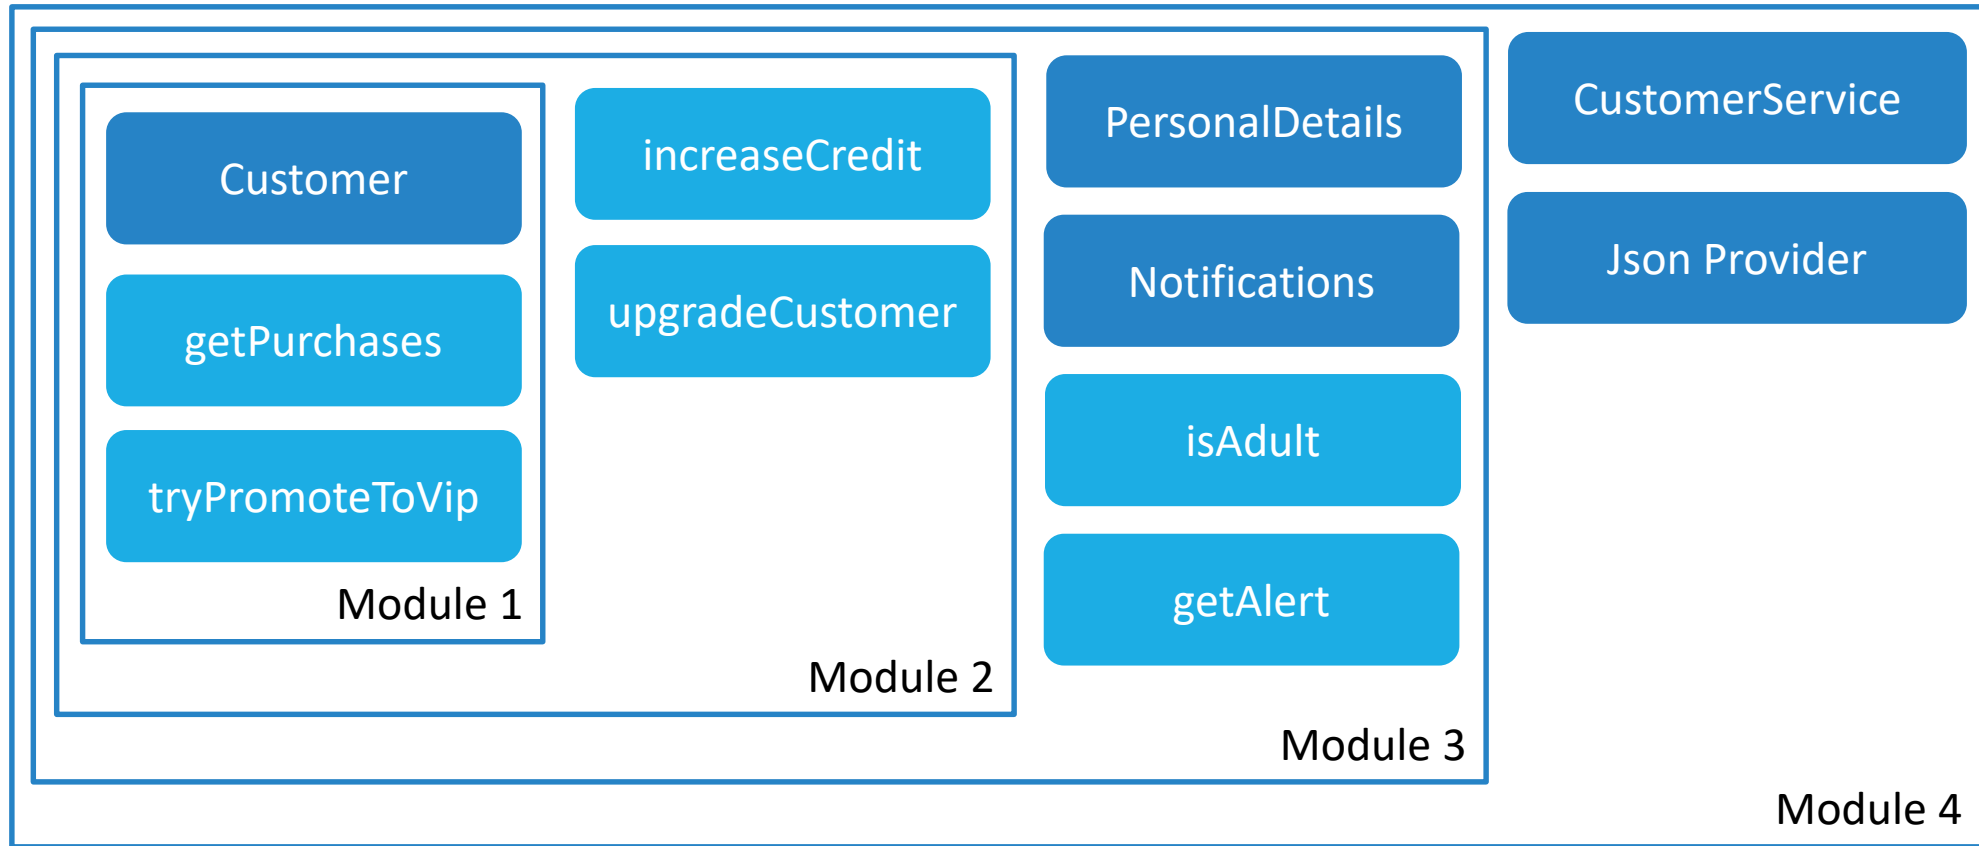 Customer
getPurchases
tryPromoteToVip
Module 1
increaseCredit
upgradeCustomer
Module 2
PersonalDetails
Notifications
isAdult
getAlert
Module 3
CustomerService
Json Provider
Module 4